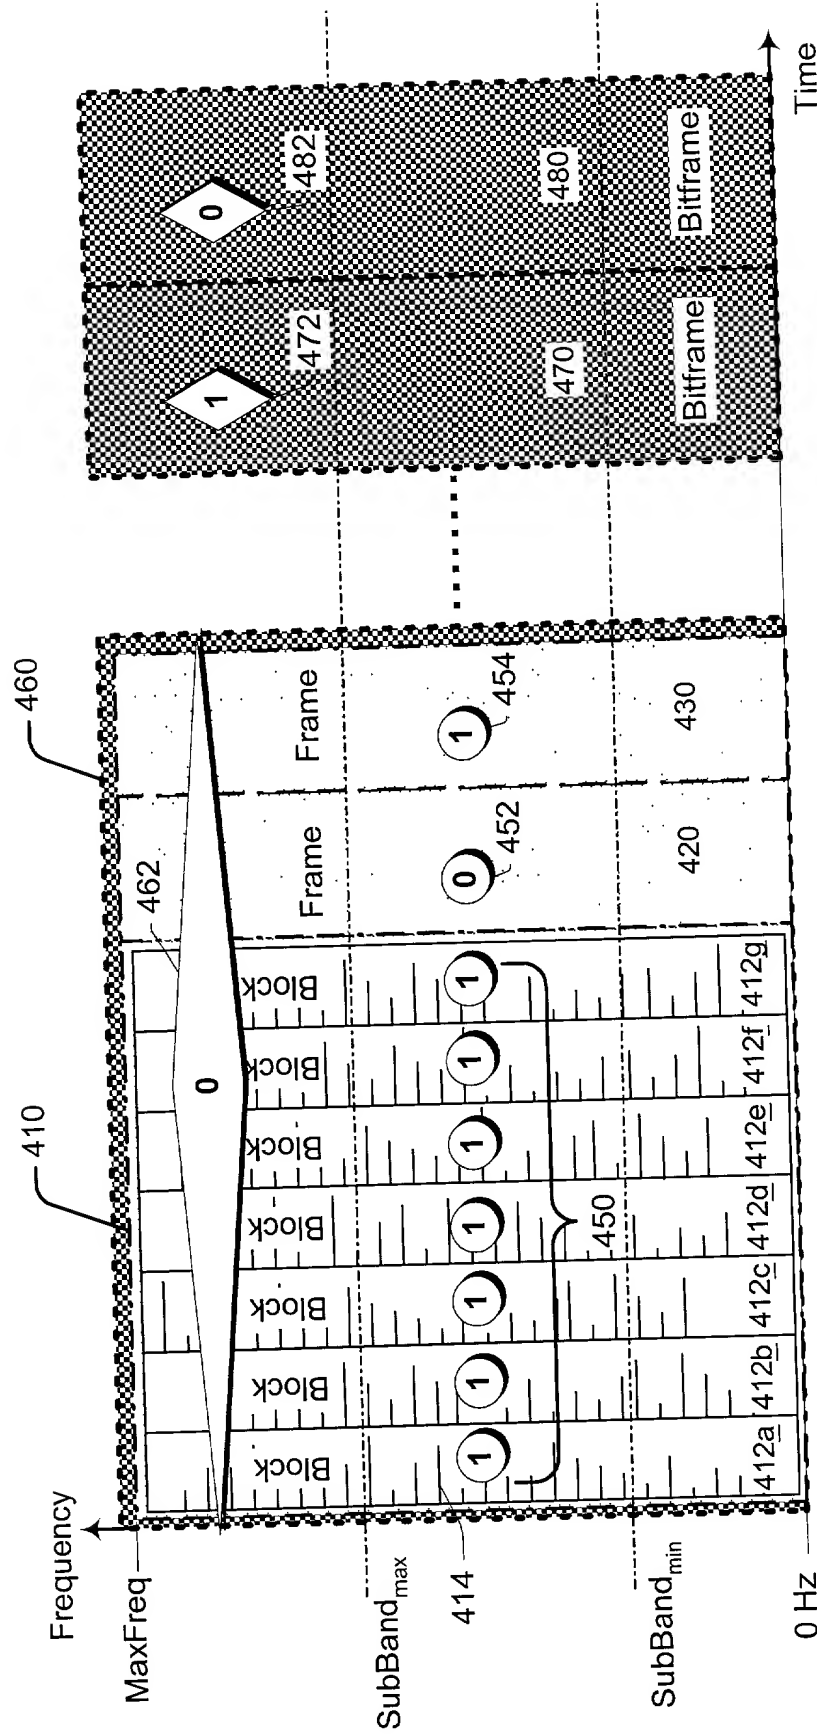 Frequency
MaxFreq
SubBandmax
414
SubBandmin
0 Hz
Time
410
460
462
0
Block
Block
Block
Block
Block
Block
Block
1
1
1
1
1
1
1
450
412a
412b
412c
412d
412e
412f
412g
Frame
0
452
420
Frame
1
454
430
1
472
470
Bitframe
0
482
480
Bitframe